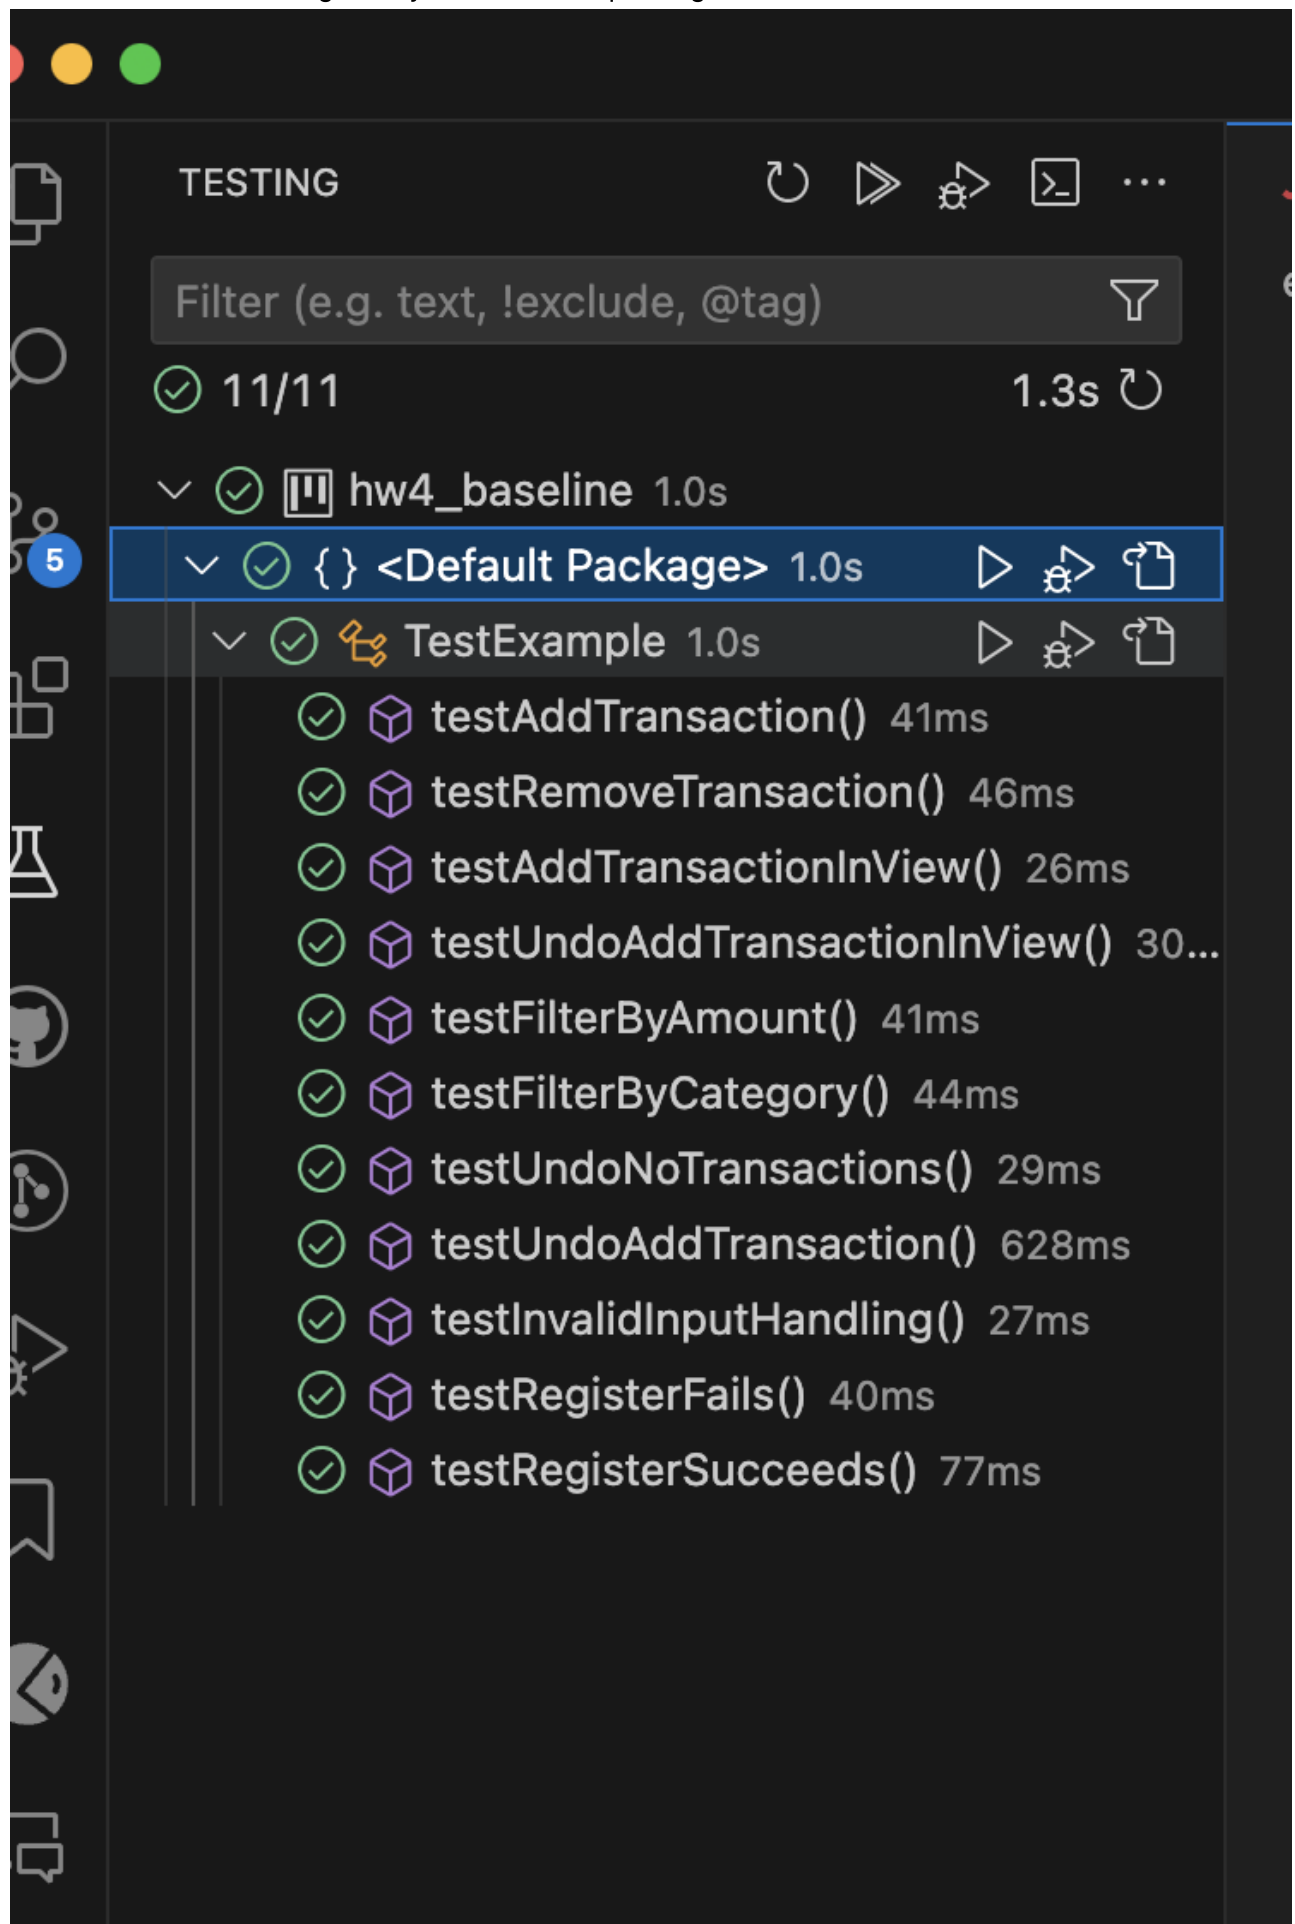 TESTING
Filter (e.g. text, !exclude, @tag)
11/11 1.3s
hw4_baseline 1.0s
5
{ } <Default Package> 1.0s
TestExample 1.0s
testAddTransaction() 41ms
testRemoveTransaction() 46ms
testAddTransactionInView() 26ms
testUndoAddTransactionInView() 30...
testFilterByAmount() 41ms
testFilterByCategory() 44ms
testUndoNoTransactions() 29ms
testUndoAddTransaction() 628ms
testInvalidInputHandling() 27ms
testRegisterFails() 40ms
testRegisterSucceeds() 77ms